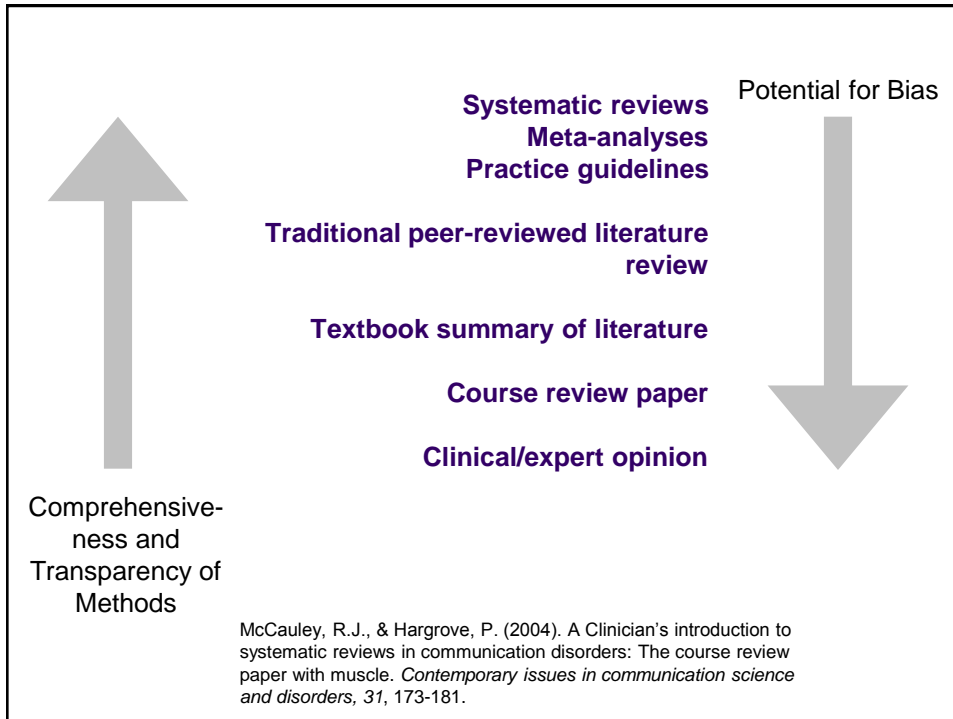 Potential for Bias
Systematic reviews
Meta-analyses
Practice guidelines
Traditional peer-reviewed literature
review
Textbook summary of literature
Course review paper
Clinical/expert opinion
Comprehensive-
ness and
Transparency of
Methods
McCauley, R.J., & Hargrove, P. (2004). A Clinician’s introduction to
systematic reviews in communication disorders: The course review
paper with muscle. Contemporary issues in communication science
and disorders, 31, 173-181.